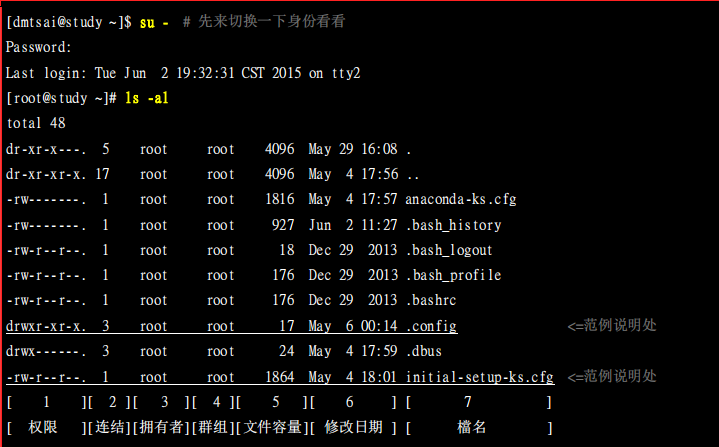 [dmtsai@study ~]$ su - # 先来切换一下身份看看
Password:
Last login: Tue Jun 2 19:32:31 CST 2015 on tty2
[root@study ~]# ls -al
total 48
dr-xr-x---. 5 root root 4096 May 29 16:08 .
dr-xr-xr-x. 17 root root 4096 May 4 17:56 ..
-rw-------. 1 root root 1816 May 4 17:57 anaconda-ks.cfg
-rw-------. 1 root root 927 Jun 2 11:27 .bash_history
-rw-r--r--. 1 root root 18 Dec 29 2013 .bash_logout
-rw-r--r--. 1 root root 176 Dec 29 2013 .bash_profile
-rw-r--r--. 1 root root 176 Dec 29 2013 .bashrc
drwxr-xr-x. 3 root root 17 May 6 00:14 .config <=范例说明处
drwx------. 3 root root 24 May 4 17:59 .dbus
-rw-r--r--. 1 root root 1864 May 4 18:01 initial-setup-ks.cfg <=范例说明处
[ 1 ][ 2 ][ 3 ][ 4 ][ 5 ][ 6 ] [ 7 ]
[ 权限 ][连结][拥有者][群组][文件容量][ 修改日期 ] [ 檔名 ]